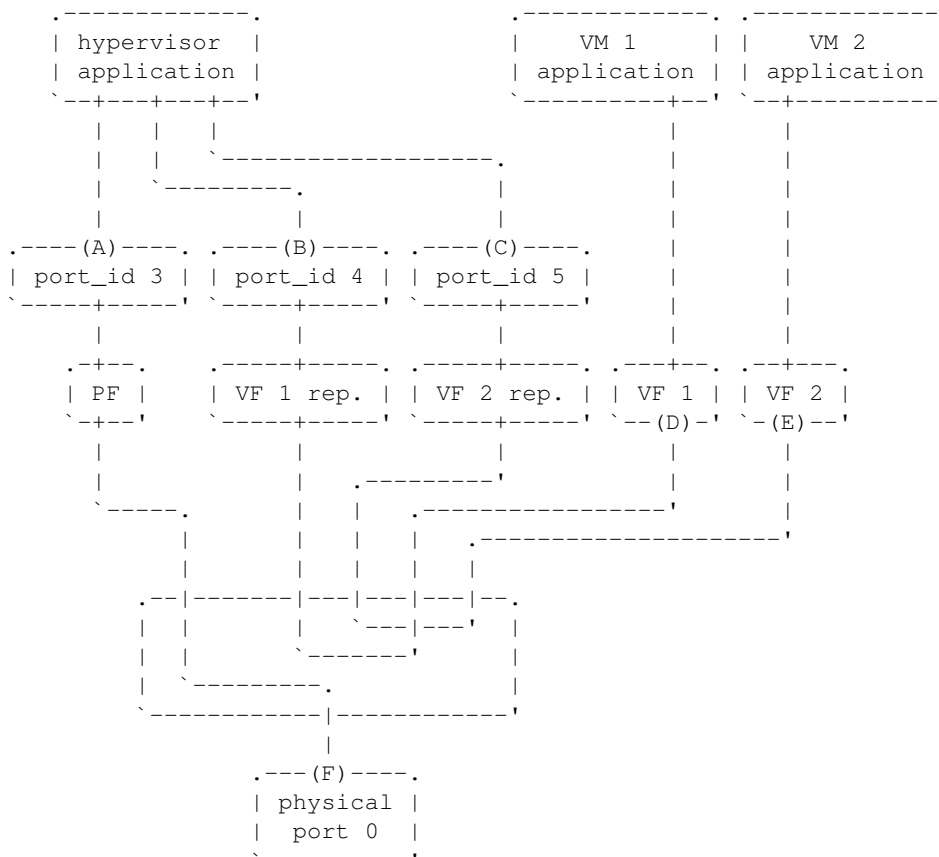 hypervisor
application
VM 1
application
VM 2
application
(A)
(B)
(C)
port_id 3
port_id 4
port_id 5
PF
VF 1 rep.
VF 2 rep.
VF 1
VF 2
(D)
(E)
(F)
physical
port 0